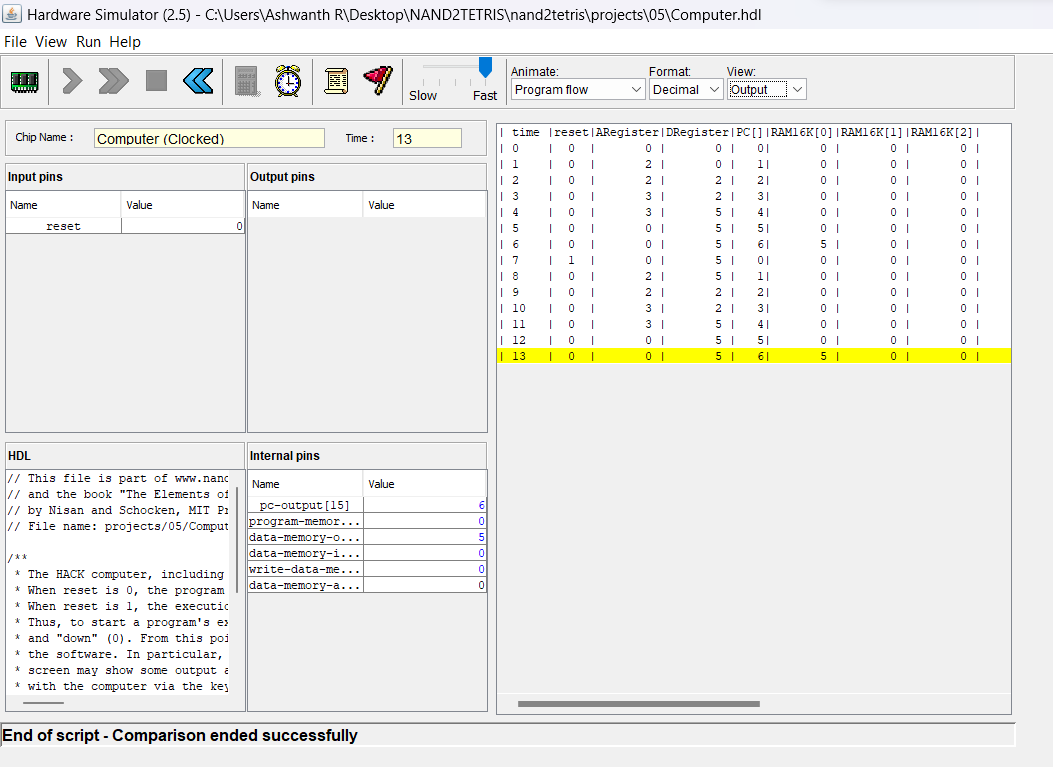 Hardware Simulator (2.5) - C:\Users\Ashwanth R\Desktop\NAND2TETRIS\nand2tetris\projects\05\Computer.hdl
File View Run Help
Slow Fast
Animate: Format: View:
Program flow Decimal Output
Chip Name : Computer (Clocked) Time : 13
Input pins
Name Value
reset 0
Output pins
Name Value
HDL
// This file is part of www.nand
// and the book "The Elements of
// by Nisan and Schocken, MIT Pr
// File name: projects/05/Comput
/**
* The HACK computer, including
* When reset is 0, the program
* When reset is 1, the executio
* Thus, to start a program's ex
* and "down" (0). From this poi
* the software. In particular,
* screen may show some output a
* with the computer via the key
Internal pins
Name Value
pc-output[15] 6
program-memor... 0
data-memory-o... 5
data-memory-i... 0
write-data-me... 0
data-memory-a... 0
| time |reset|ARegister|DRegister|PC[]|RAM16K[0]|RAM16K[1]|RAM16K[2]|
| 0 | 0 | 0 | 0 | 0| 0 | 0 | 0 |
| 1 | 0 | 2 | 0 | 1| 0 | 0 | 0 |
| 2 | 0 | 2 | 2 | 2| 0 | 0 | 0 |
| 3 | 0 | 3 | 2 | 3| 0 | 0 | 0 |
| 4 | 0 | 3 | 5 | 4| 0 | 0 | 0 |
| 5 | 0 | 0 | 5 | 5| 0 | 0 | 0 |
| 6 | 0 | 0 | 5 | 6| 5 | 0 | 0 |
| 7 | 1 | 0 | 5 | 0| 0 | 0 | 0 |
| 8 | 0 | 2 | 5 | 1| 0 | 0 | 0 |
| 9 | 0 | 2 | 2 | 2| 0 | 0 | 0 |
| 10 | 0 | 3 | 2 | 3| 0 | 0 | 0 |
| 11 | 0 | 3 | 5 | 4| 0 | 0 | 0 |
| 12 | 0 | 0 | 5 | 5| 0 | 0 | 0 |
| 13 | 0 | 0 | 5 | 6| 5 | 0 | 0 |
End of script - Comparison ended successfully